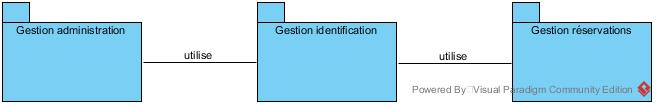 Gestion administration
utilise
Gestion identification
utilise
Gestion réservations
Powered By Visual Paradigm Community Edition